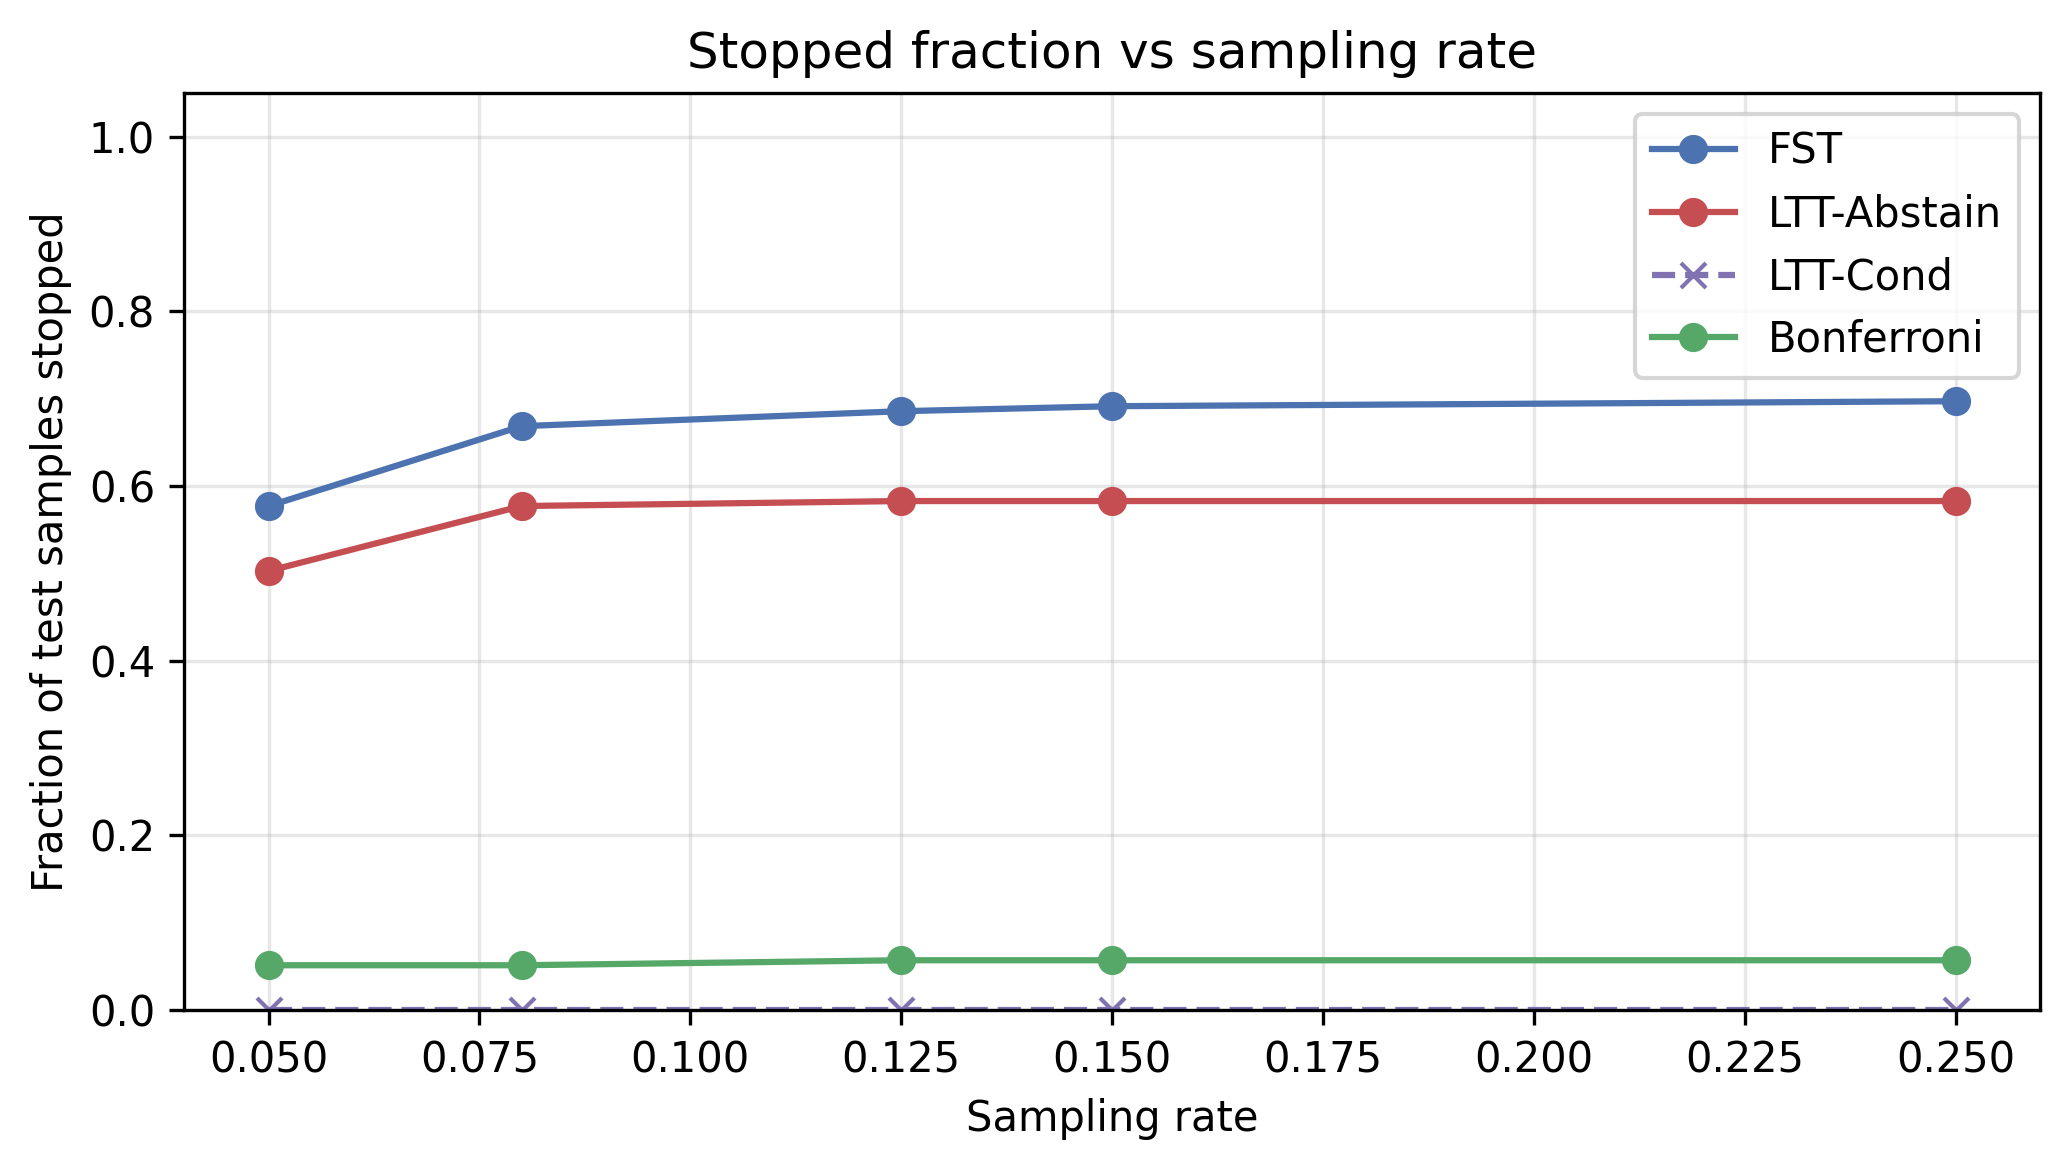 Stopped fraction vs sampling rate
FST
LTT-Abstain
LTT-Cond
Bonferroni
Fraction of test samples stopped
1.0
0.8
0.6
0.4
0.2
0.0
0.050 0.075 0.100 0.125 0.150 0.175 0.200 0.225 0.250
Sampling rate